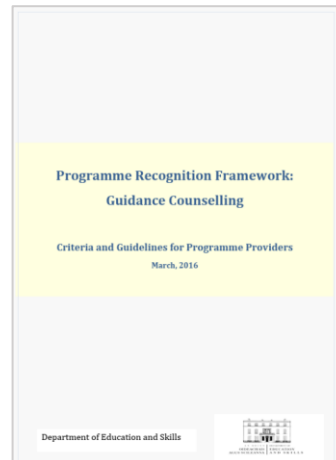 Programme Recognition Framework:
Guidance Counselling
Criteria and Guidelines for Programme Providers
March, 2016
Department of Education and Skills